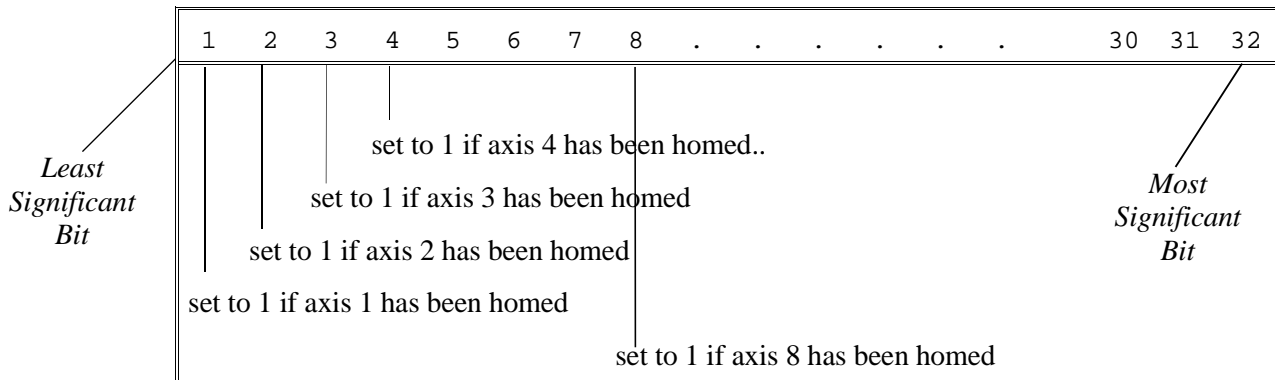 1 2 3 4 5 6 7 8 . . . . . . 30 31 32
set to 1 if axis 4 has been homed..
Least
Significant
Bit
set to 1 if axis 3 has been homed
Most
Significant
Bit
set to 1 if axis 2 has been homed
set to 1 if axis 1 has been homed
set to 1 if axis 8 has been homed